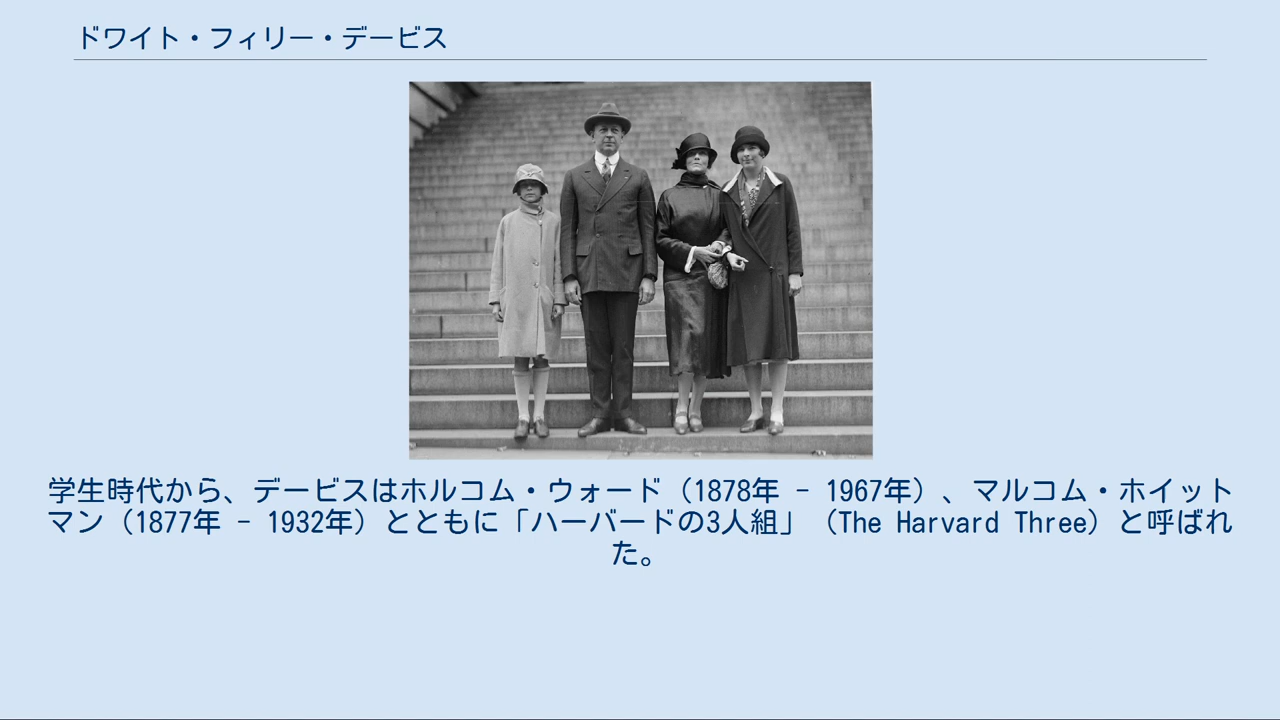 ドワイト・フィリー・デービス
学生時代から、デービスはホルコム・ウォード（1878年 - 1967年）、マルコム・ホイット
マン（1877年 - 1932年）とともに「ハーバードの3人組」（The Harvard Three）と呼ばれ
た。